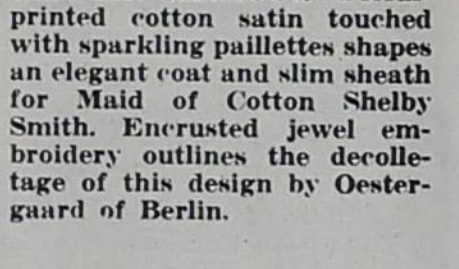 printed cotton satin touched
with sparkling paillettes shapes
an elegant coat and slim sheath
for Maid of Cotton Shelby
Smith. Encrusted jewel em-
broidery outlines the decolle-
tage of this design by Oester-
gaard of Berlin.